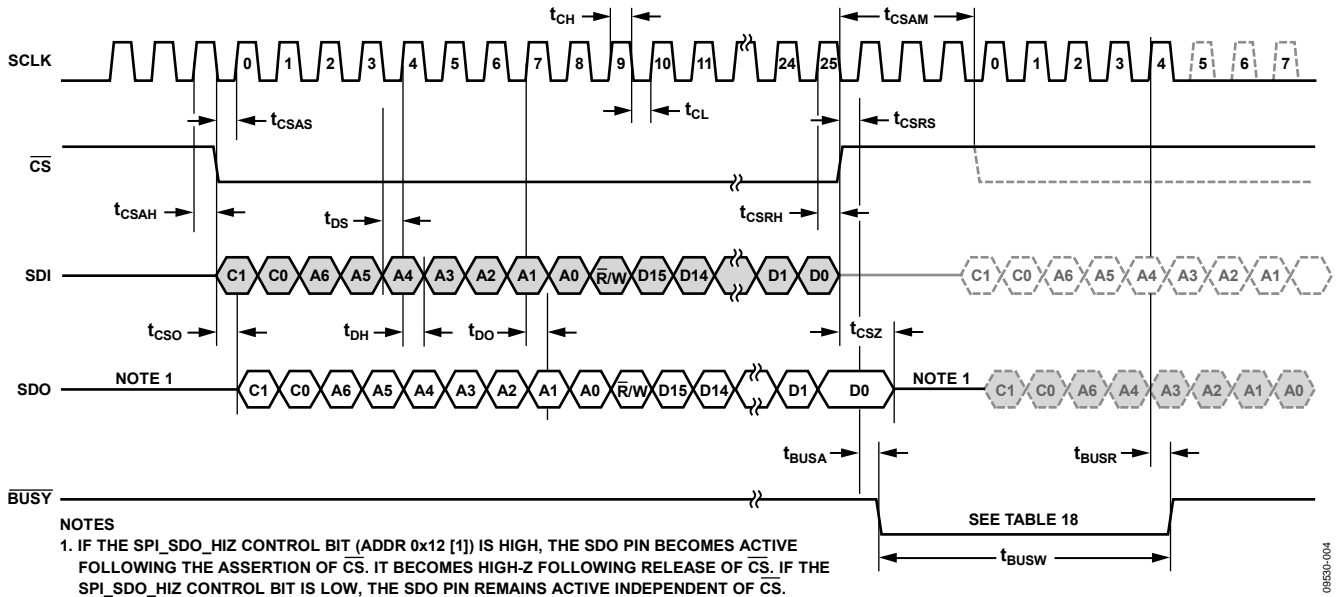 tCH
tCSAM
SCLK
0 1 2 3 4 5 6 7 8 9 10 11 24 25 0 1 2 3 4 5 6 7
tCSAS
tCL
tCSRS
CS
tCSAH
tDS
tCSRH
SDI
C1 C0 A6 A5 A4 A3 A2 A1 A0 R/W D15 D14 D1 D0 C1 C0 A6 A5 A4 A3 A2 A1
tCSO
tDH
tDO
tCSZ
SDO
NOTE 1
C1 C0 A6 A5 A4 A3 A2 A1 A0 R/W D15 D14 D1 D0
NOTE 1
C1 C0 A6 A4 A3 A2 A1 A0
tBUSA
tBUSR
BUSY
SEE TABLE 18
tBUSW
NOTES
1. IF THE SPI_SDO_HIZ CONTROL BIT (ADDR 0x12 [1]) IS HIGH, THE SDO PIN BECOMES ACTIVE
FOLLOWING THE ASSERTION OF CS. IT BECOMES HIGH-Z FOLLOWING RELEASE OF CS. IF THE
SPI_SDO_HIZ CONTROL BIT IS LOW, THE SDO PIN REMAINS ACTIVE INDEPENDENT OF CS.
09530-004